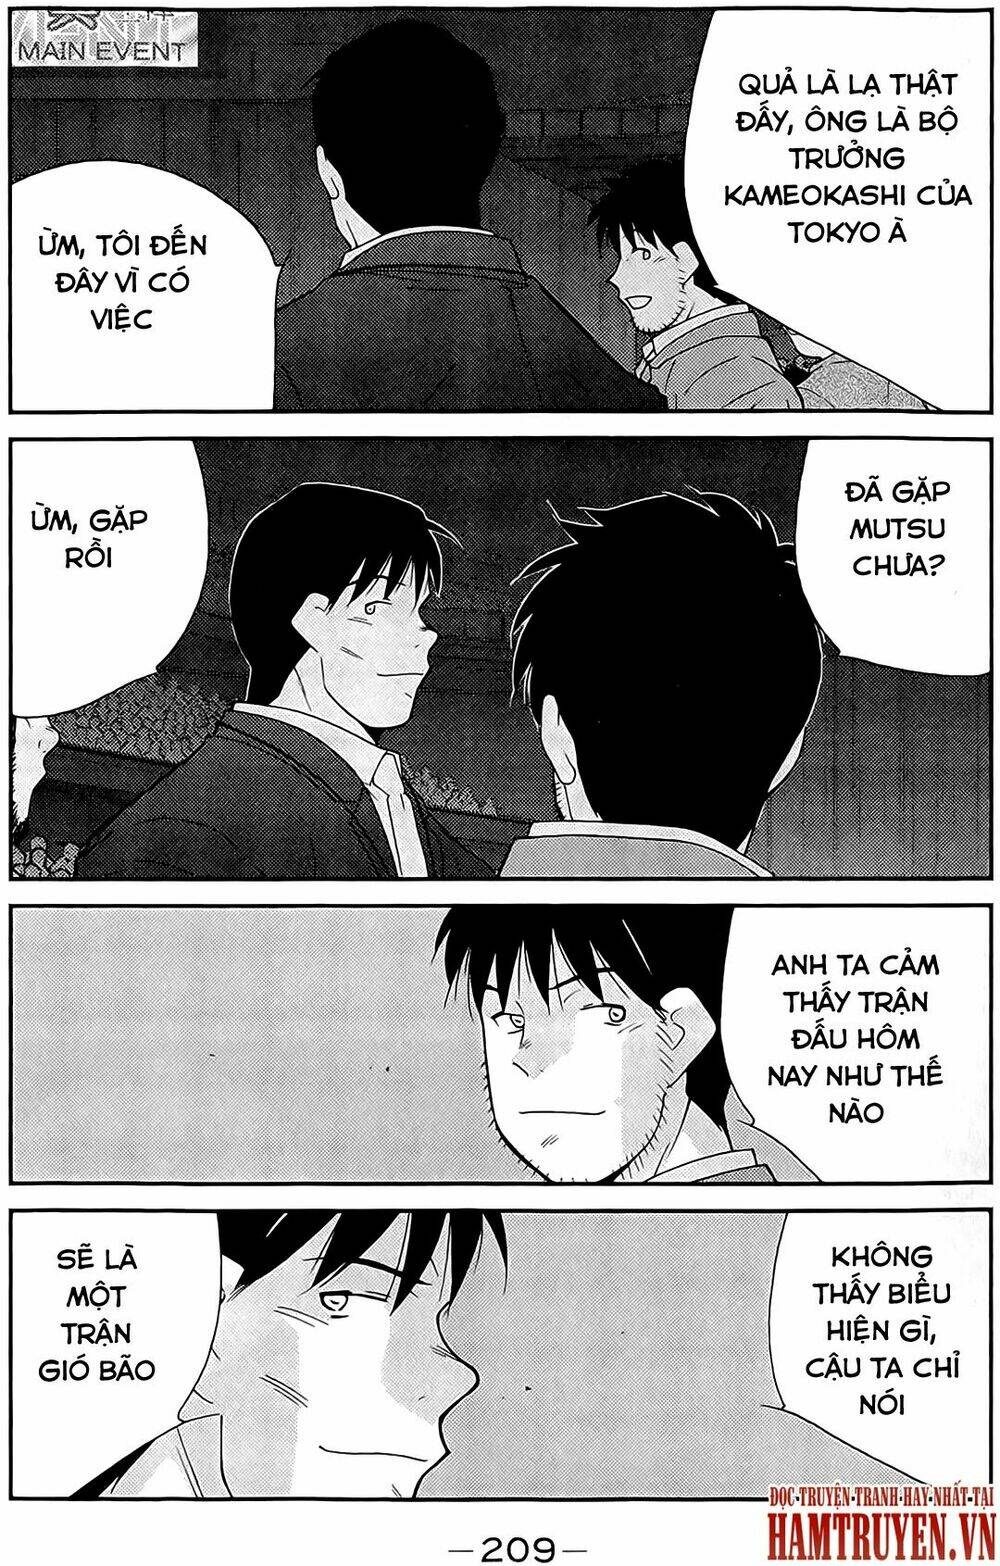 MAIN EVENT
QUẢ LÀ LẠ THẬT
ĐẤY, ÔNG LÀ BỘ
TRƯỞNG
KAMEOKASHI CỦA
TOKYO À
ỪM, TÔI ĐẾN
ĐÂY VÌ CÓ
VIỆC
ĐÃ GẶP
MUTSU
CHƯA?
ỪM, GẶP
RỒI
ANH TA CẢM
THẤY TRẬN
ĐẤU HÔM
NAY NHƯ THẾ
NÀO
KHÔNG
THẤY BIỂU
HIỆN GÌ,
CẬU TA CHỈ
NÓI
SẼ LÀ
MỘT
TRẬN
GIÓ BÃO
ĐỌC TRUYỆN TRANH HAY NHẤT TẠI
HAMTRUYEN.VN
—209—